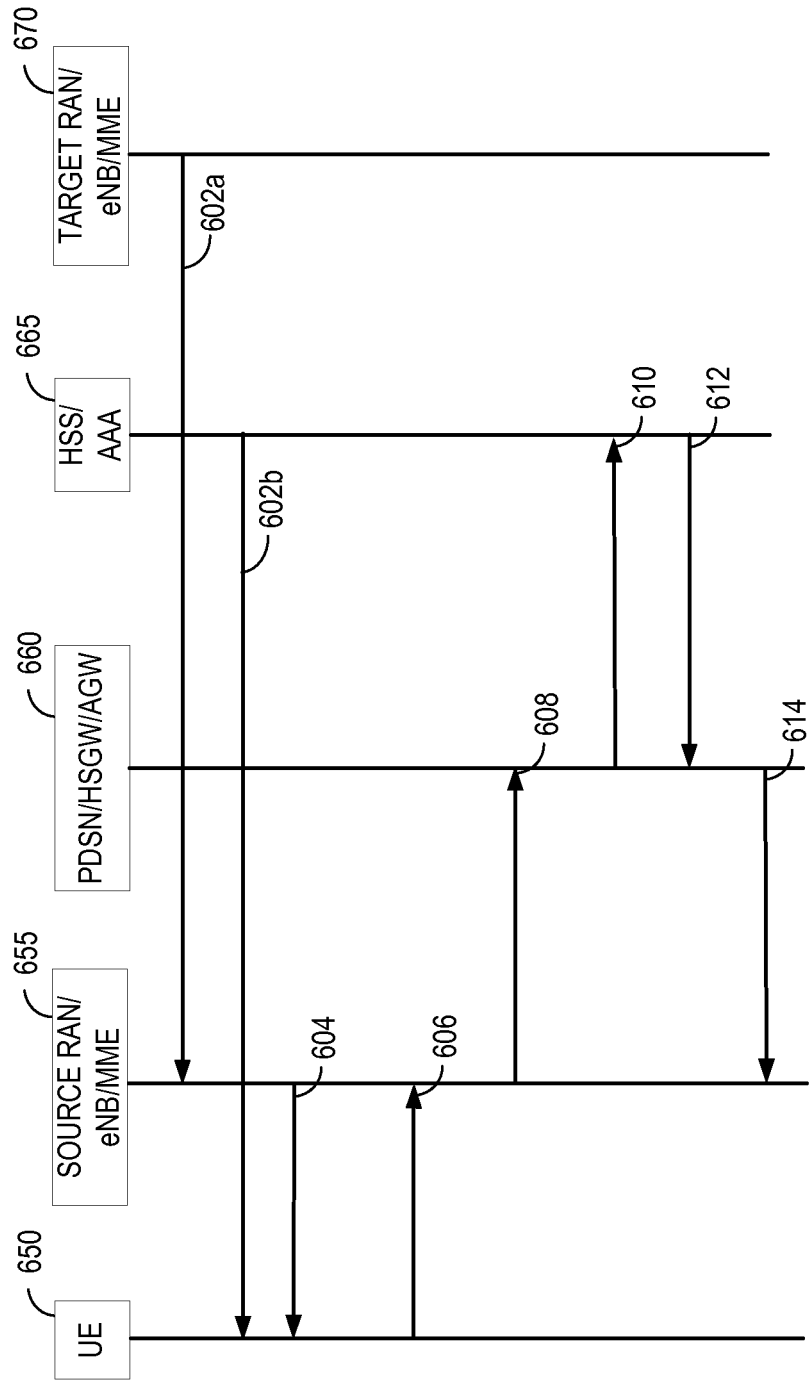 650
655
660
665
670
UE
SOURCE RAN/
eNB/MME
PDSN/HSGW/AGW
HSS/
AAA
TARGET RAN/
eNB/MME
602a
602b
604
606
608
610
612
614